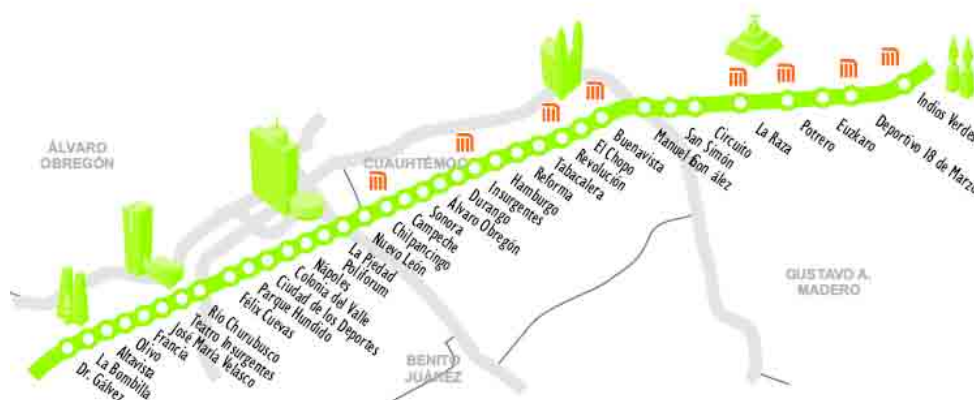 ÁLVARO
OBREGÓN
CUAUHTÉMOC
BENITO
JUÁREZ
GUSTAVO A.
MADERO
Dr. Gálvez
La Bombilla
Altavista
Olivo
Francia
José María Velasco
Teatro Insurgentes
Río Churubusco
Félix Cuevas
Parque Hundido
Ciudad de los Deportes
Colonia del Valle
Nápoles
Poliforum
La Piedad
Nuevo León
Chilpancingo
Campeche
Sonora
Álvaro Obregón
Durango
Insurgentes
Hamburgo
Reforma
Tabacalera
Revolución
El Chopo
Buenavista
Manuel
San Simón
Circuito
La Raza
Potrero
Euzkaro
Deportivo 18 de Marzo
Indios Verdes